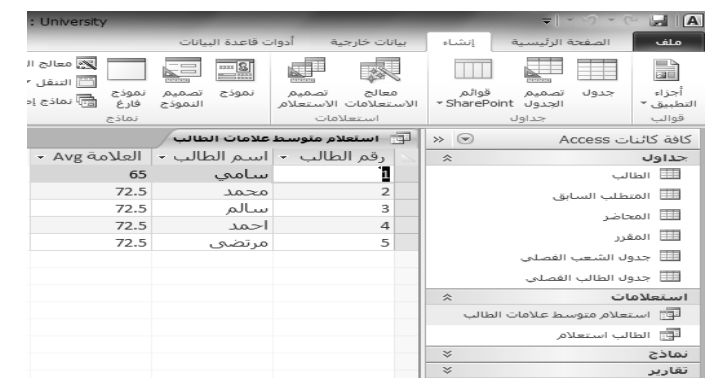 : University
ملف الصفحة الرئيسية إنشاء بيانات خارجية أدوات قاعدة البيانات
أجزاء التطبيق
قوالب
جدول
تصميم الجدول
قوائم SharePoint
جداول
معالج الاستعلامات
تصميم الاستعلام
استعلامات
نموذج
تصميم النموذج
نموذج فارغ
معالج ال
التنقل
نماذج إض
نماذج
كافة كائنات Access
جداول
الطالب
المتطلب السابق
المحاضر
المقرر
جدول الشعب الفصلي
جدول الطالب الفصلي
استعلامات
استعلام متوسط علامات الطالب
الطالب استعلام
نماذج
تقارير
استعلام متوسط علامات الطالب
رقم الطالب اسم الطالب العلامة Avg
1 سامي 65
2 محمد 72.5
3 سالم 72.5
4 احمد 72.5
5 مرتضى 72.5